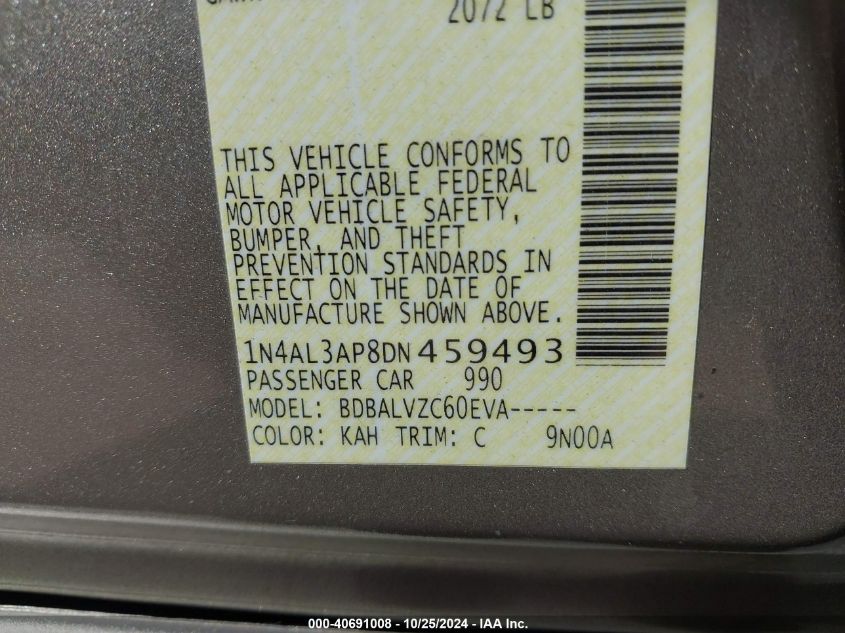 2072 LB
THIS VEHICLE CONFORMS TO
ALL APPLICABLE FEDERAL
MOTOR VEHICLE SAFETY,
BUMPER, AND THEFT
PREVENTION STANDARDS IN
EFFECT ON THE DATE OF
MANUFACTURE SHOWN ABOVE.
1N4AL3AP8DN459493
PASSENGER CAR 990
MODEL: BDBALVZC60EVA-----
COLOR: KAH TRIM: C 9N00A
000-40691008 - 10/25/2024 - IAA Inc.